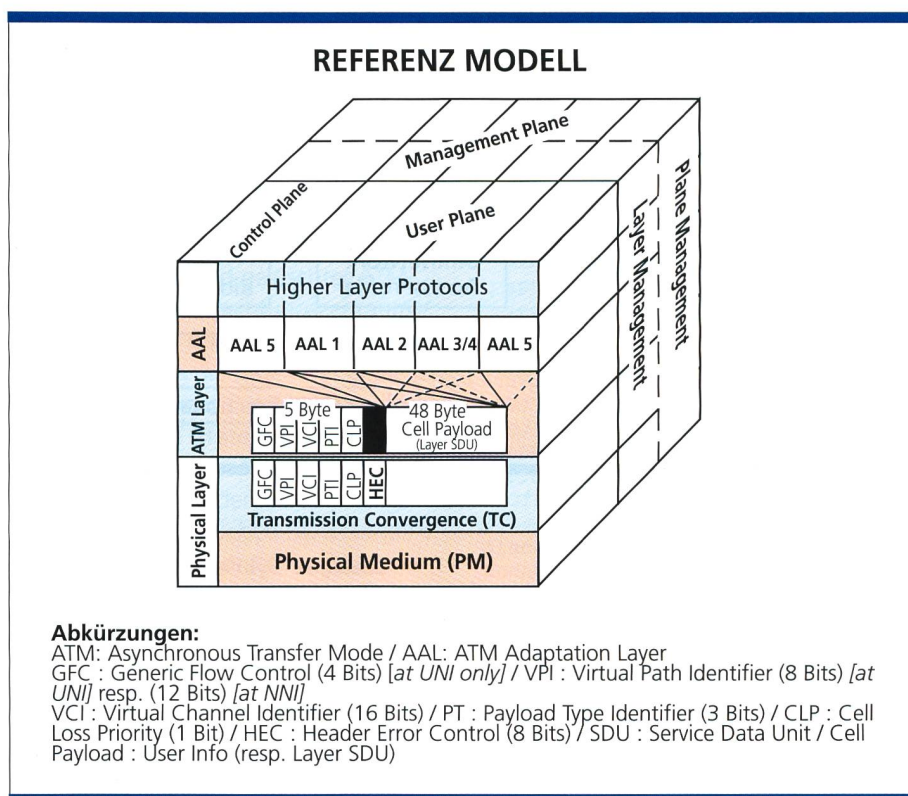 REFERENZ MODELL
Management Plane
Control Plane
User Plane
Layer Management
Plane Management
Higher Layer Protocols
AAL
AAL 5
AAL 1
AAL 2
AAL 3/4
AAL 5
ATM Layer
5 Byte
48 Byte
Cell Payload
(Layer SDU)
GFC
VPI
VCI
PTI
CLP
Physical Layer
GFC
VPI
VCI
PTI
CLP
HEC
Transmission Convergence (TC)
Physical Medium (PM)
Abkürzungen:
ATM: Asynchronous Transfer Mode / AAL: ATM Adaptation Layer
GFC : Generic Flow Control (4 Bits) [at UNI only] / VPI : Virtual Path Identifier (8 Bits) [at
UNI] resp. (12 Bits) [at NNI]
VCI : Virtual Channel Identifier (16 Bits) / PT : Payload Type Identifier (3 Bits) / CLP : Cell
Loss Priority (1 Bit) / HEC : Header Error Control (8 Bits) / SDU : Service Data Unit / Cell
Payload : User Info (resp. Layer SDU)